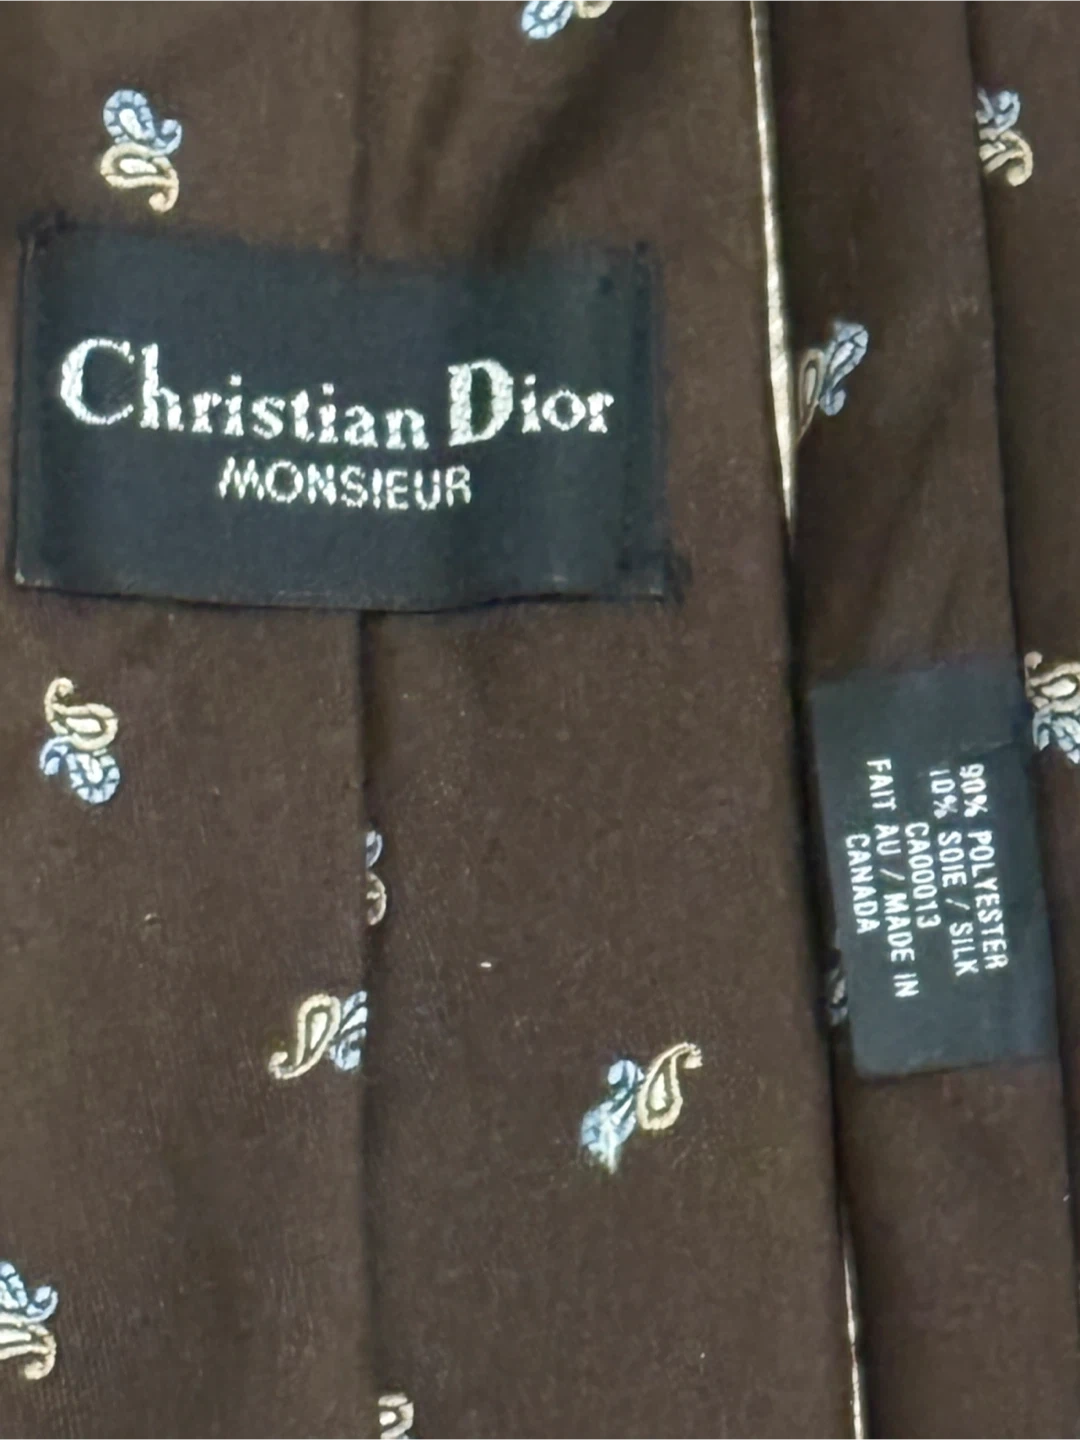 Christian Dior
MONSIEUR
90% POLYESTER
10% SOIE / SILK
CA00013
FAIT AU / MADE IN
CANADA